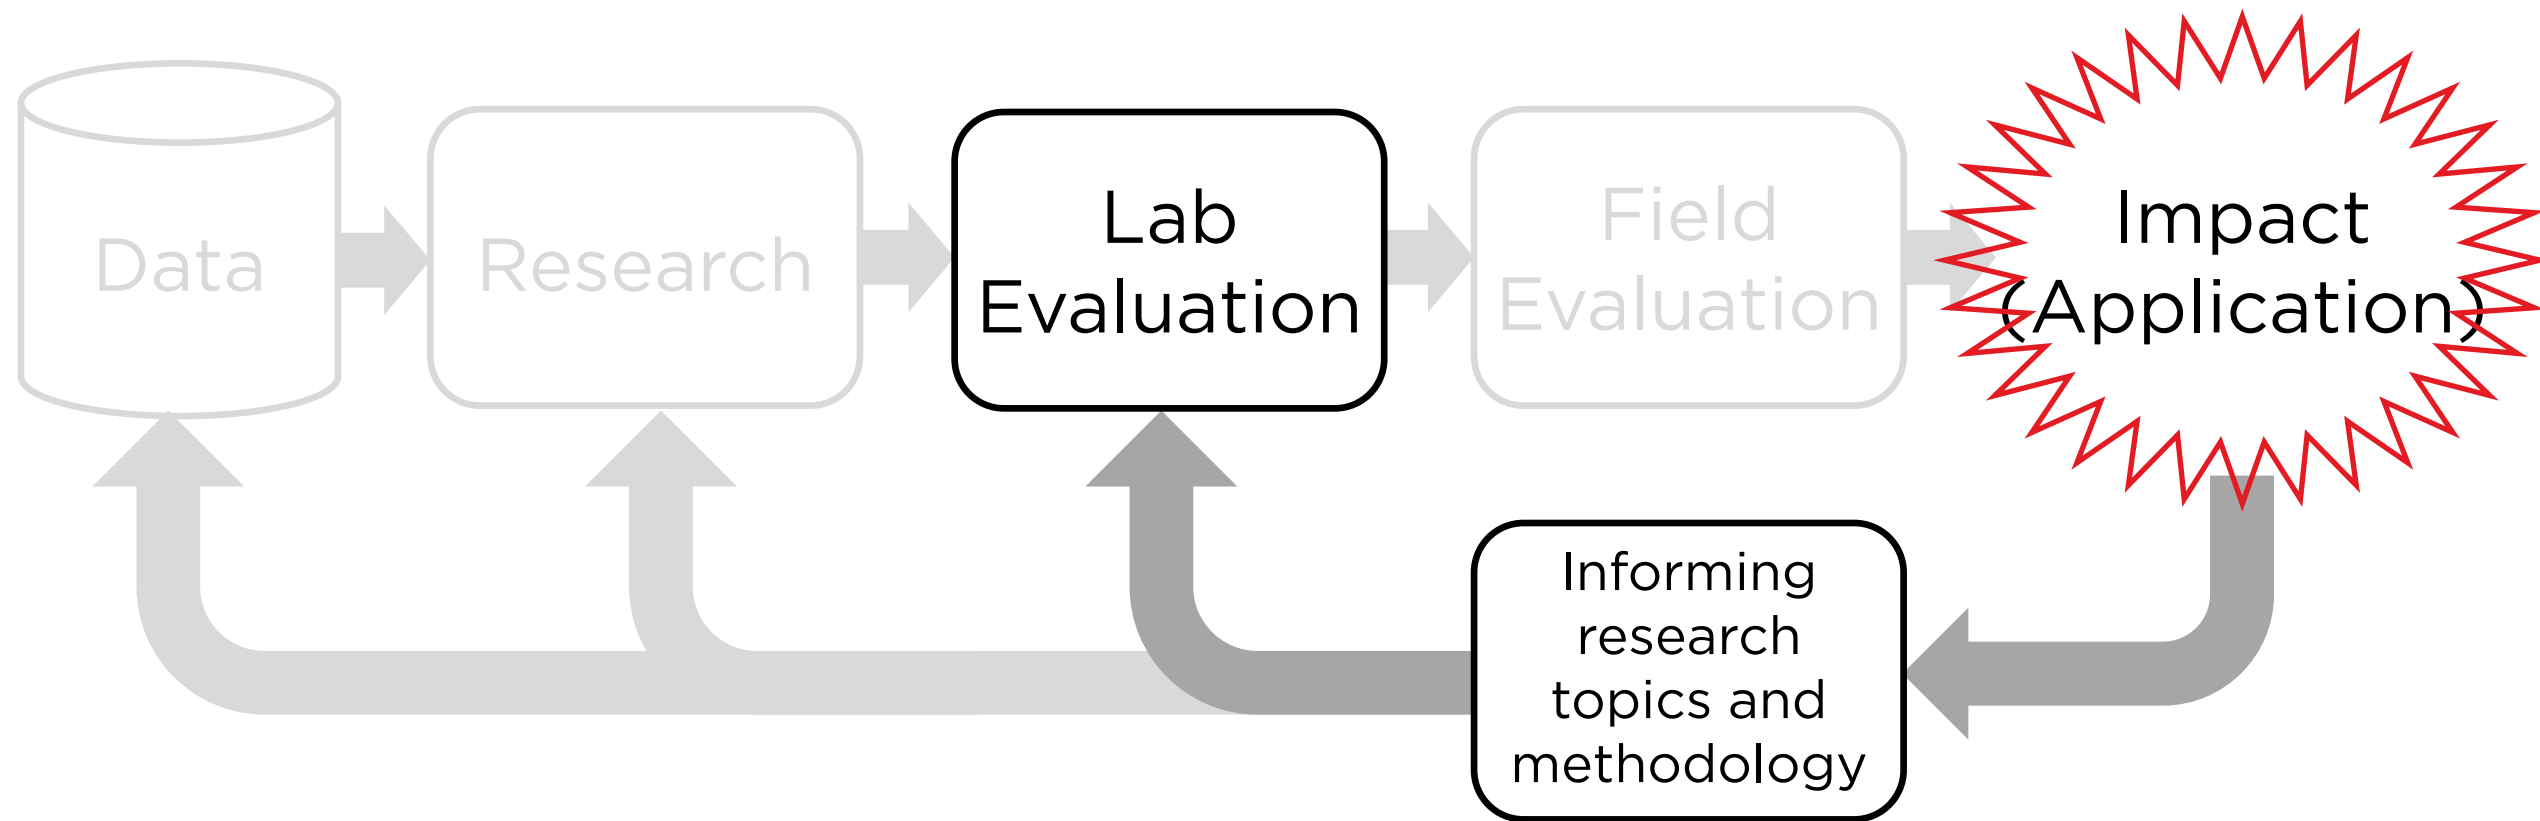 Data
Research
Lab
Evaluation
Field
Evaluation
Impact
(Application)
Informing
research
topics and
methodology